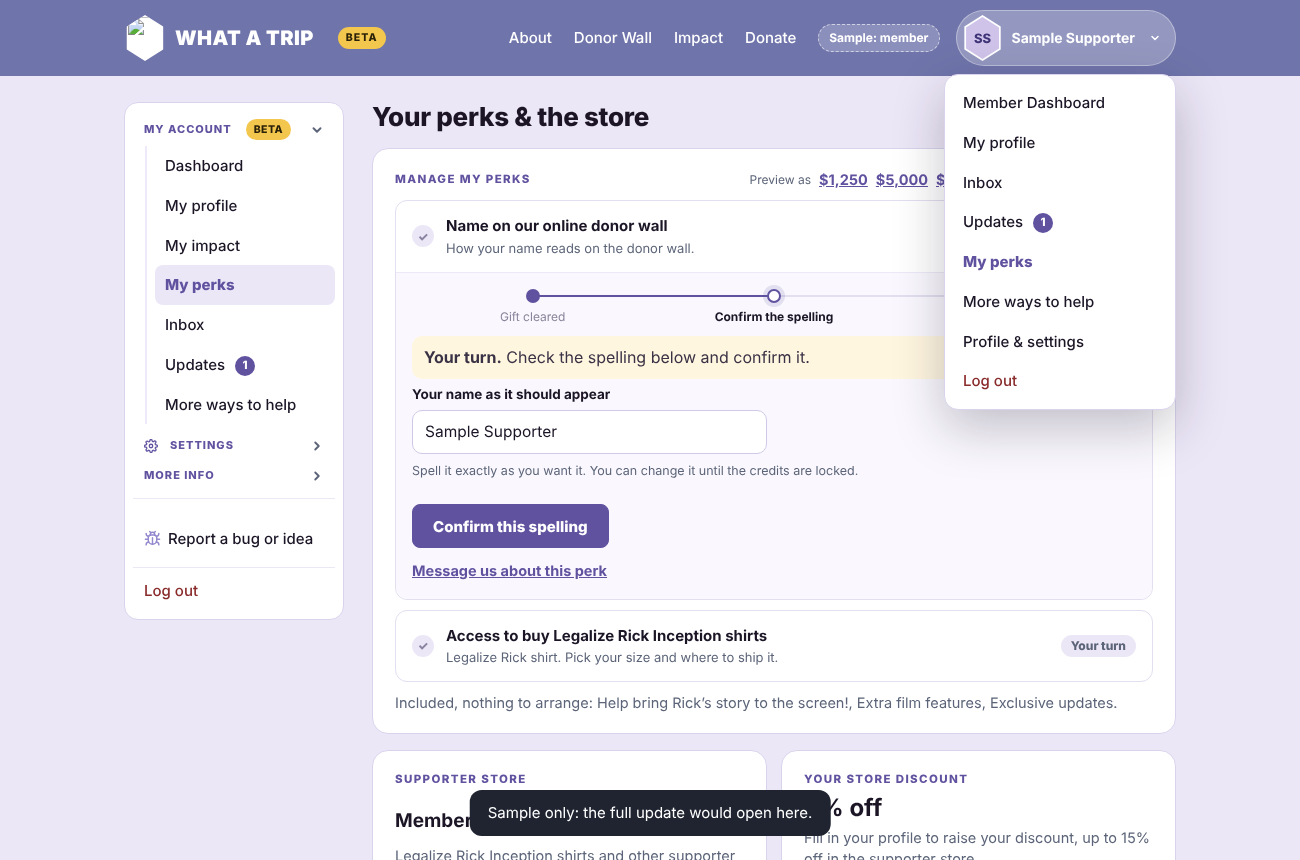 WHAT A TRIP
BETA
About
Donor Wall
Impact
Donate
Sample: member
SS
Sample Supporter
Member Dashboard
My profile
Inbox
Updates 1
My perks
More ways to help
Profile & settings
Log out
MY ACCOUNT BETA
Dashboard
My profile
My impact
My perks
Inbox
Updates 1
More ways to help
SETTINGS
MORE INFO
Report a bug or idea
Log out
Your perks & the store
MANAGE MY PERKS
Preview as $1,250 $5,000 $
Name on our online donor wall
How your name reads on the donor wall.
Gift cleared
Confirm the spelling
Your turn. Check the spelling below and confirm it.
Your name as it should appear
Sample Supporter
Spell it exactly as you want it. You can change it until the credits are locked.
Confirm this spelling
Message us about this perk
Access to buy Legalize Rick Inception shirts
Legalize Rick shirt. Pick your size and where to ship it.
Your turn
Included, nothing to arrange: Help bring Rick’s story to the screen!, Extra film features, Exclusive updates.
SUPPORTER STORE
Member
Legalize Rick Inception shirts and other supporter
YOUR STORE DISCOUNT
% off
Fill in your profile to raise your discount, up to 15%
off in the supporter store.
Sample only: the full update would open here.